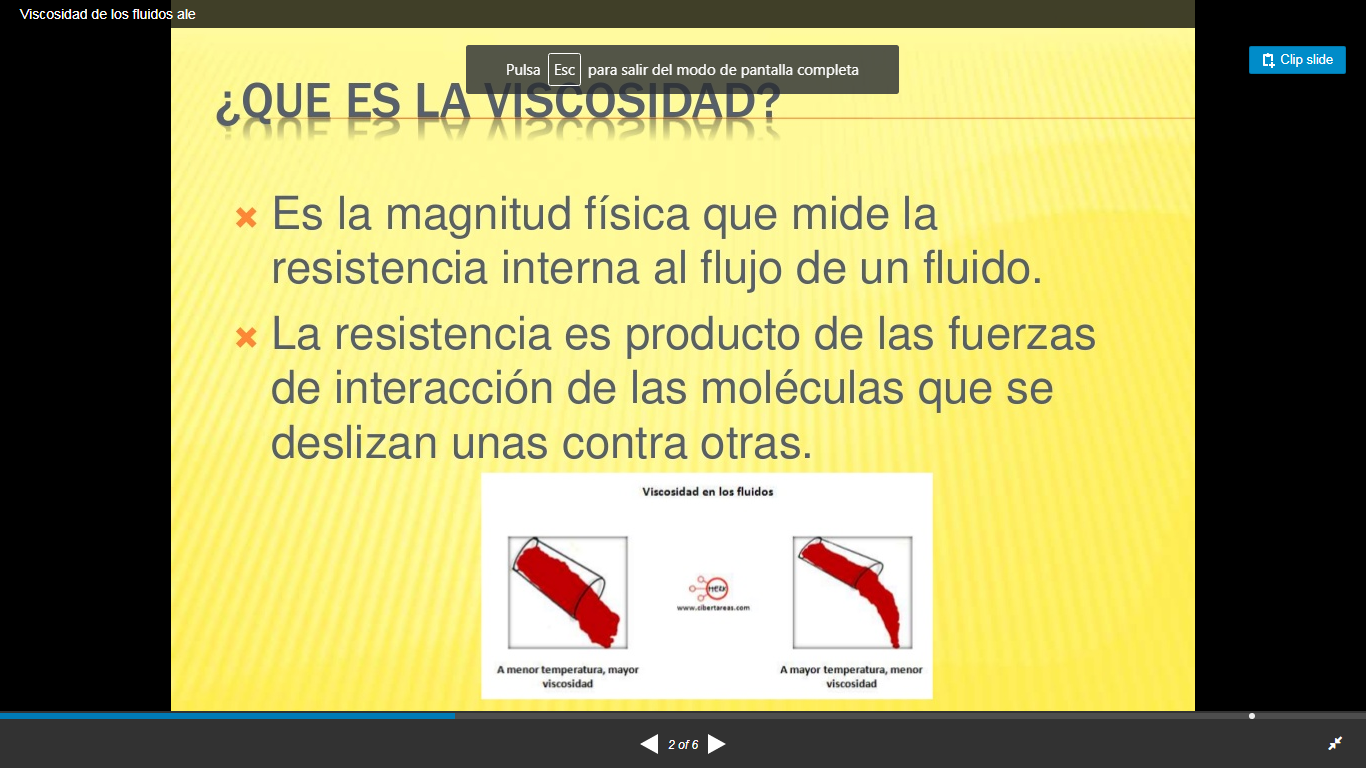 Viscosidad de los fluidos ale
Pulsa Esc para salir del modo de pantalla completa
Clip slide
¿QUE ES LA VISCOSIDAD?
Es la magnitud física que mide la
resistencia interna al flujo de un fluido.
La resistencia es producto de las fuerzas
de interacción de las moléculas que se
deslizan unas contra otras.
Viscosidad en los fluidos
www.cibertareas.com
A menor temperatura, mayor
viscosidad
A mayor temperatura, menor
viscosidad
2 of 6